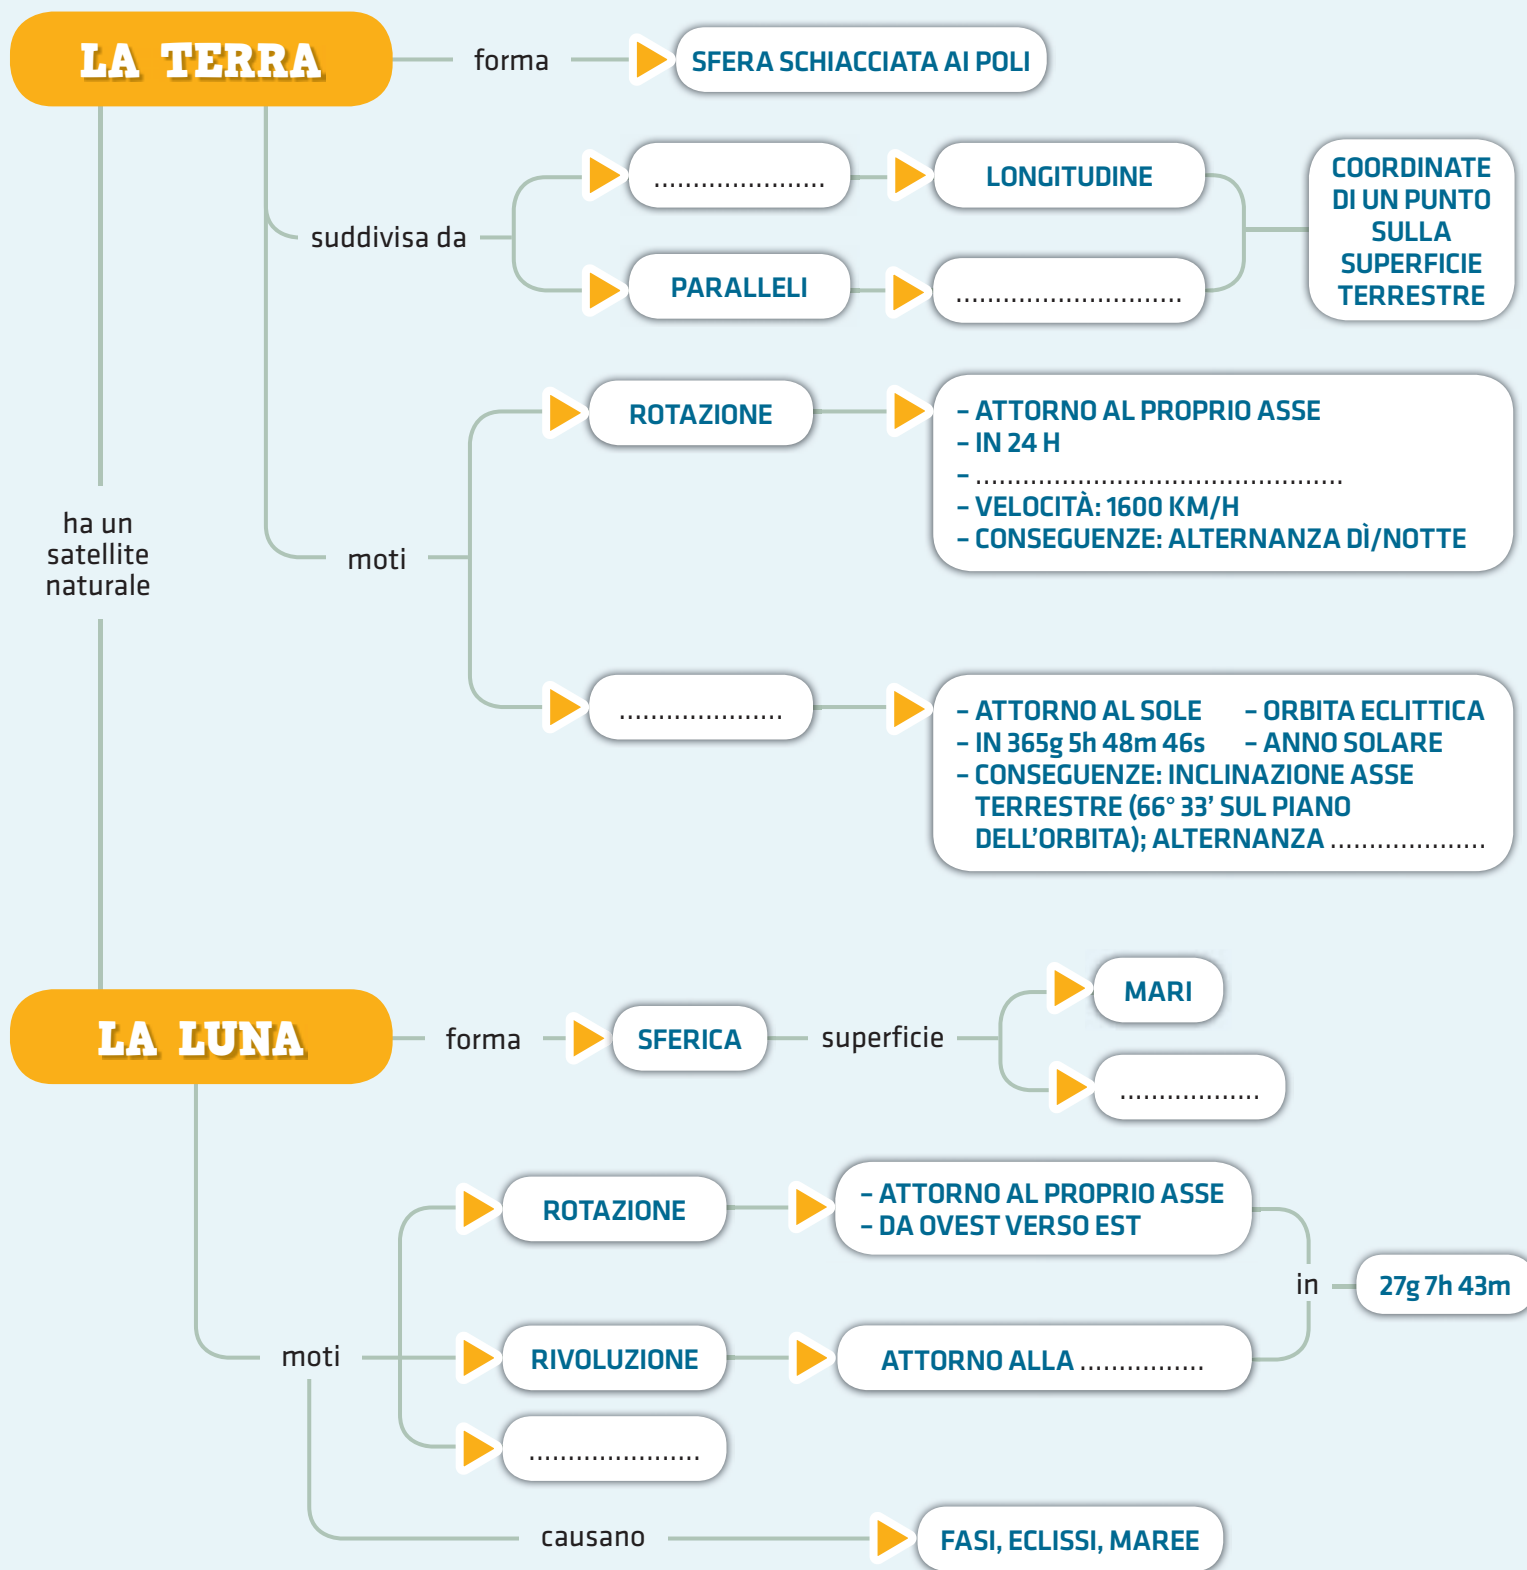 LA TERRA
forma
SFERA SCHIACCIATA AI POLI
suddivisa da
......................
LONGITUDINE
PARALLELI
.............................
COORDINATE
DI UN PUNTO
SULLA
SUPERFICIE
TERRESTRE
moti
ROTAZIONE
– ATTORNO AL PROPRIO ASSE
– IN 24 H
– ...............................................
– VELOCITÀ: 1600 KM/H
– CONSEGUENZE: ALTERNANZA DÌ/NOTTE
.....................
– ATTORNO AL SOLE – ORBITA ECLITTICA
– IN 365g 5h 48m 46s – ANNO SOLARE
– CONSEGUENZE: INCLINAZIONE ASSE
TERRESTRE (66° 33’ SUL PIANO
DELL’ORBITA); ALTERNANZA ....................
ha un
satellite
naturale
LA LUNA
forma
SFERICA
superficie
MARI
..................
moti
ROTAZIONE
– ATTORNO AL PROPRIO ASSE
– DA OVEST VERSO EST
RIVOLUZIONE
ATTORNO ALLA ................
in
27g 7h 43m
......................
causano
FASI, ECLISSI, MAREE